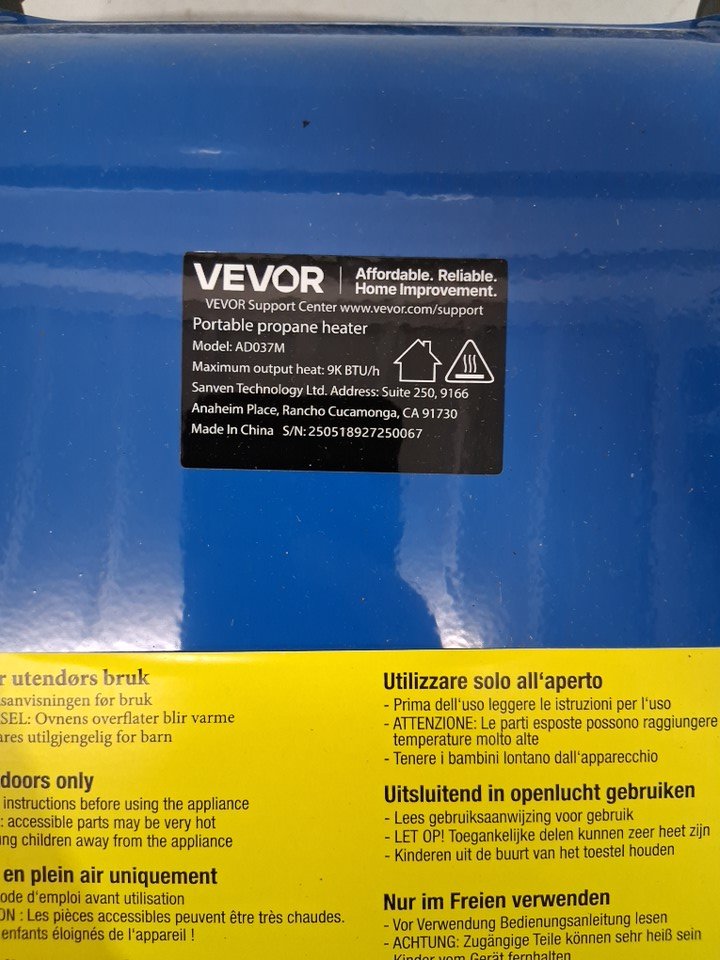 VEVOR
Affordable. Reliable.
Home Improvement.
VEVOR Support Center www.vevor.com/support
Portable propane heater
Model: AD037M
Maximum output heat: 9K BTU/h
Sanven Technology Ltd. Address: Suite 250, 9166
Anaheim Place, Rancho Cucamonga, CA 91730
Made In China S/N: 250518927250067
r utendørs bruk
sanvisningen før bruk
SEL: Ovnens overflater blir varme
ares utilgjengelig for barn
doors only
instructions before using the appliance
: accessible parts may be very hot
ng children away from the appliance
en plein air uniquement
ode d'emploi avant utilisation
ON : Les pièces accessibles peuvent être très chaudes.
enfants éloignés de l'appareil !
Utilizzare solo all'aperto
- Prima dell'uso leggere le istruzioni per l'uso
- ATTENZIONE: Le parti esposte possono raggiungere
temperature molto alte
- Tenere i bambini lontano dall'apparecchio
Uitsluitend in openlucht gebruiken
- Lees gebruiksaanwijzing voor gebruik
- LET OP! Toegankelijke delen kunnen zeer heet zijn
- Kinderen uit de buurt van het toestel houden
Nur im Freien verwenden
- Vor Verwendung Bedienungsanleitung lesen
- ACHTUNG: Zugängige Teile können sehr heiß sein
Kinder vom Gerät fernhalten